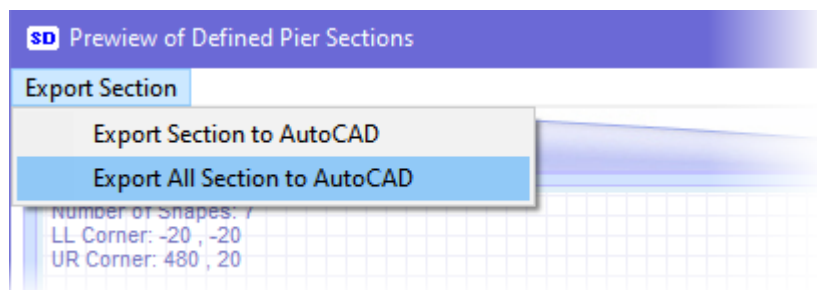 SD Prewiew of Defined Pier Sections
Export Section
Export Section to AutoCAD
Export All Section to AutoCAD
Number of Shapes: 7
LL Corner: -20 , -20
UR Corner: 480 , 20